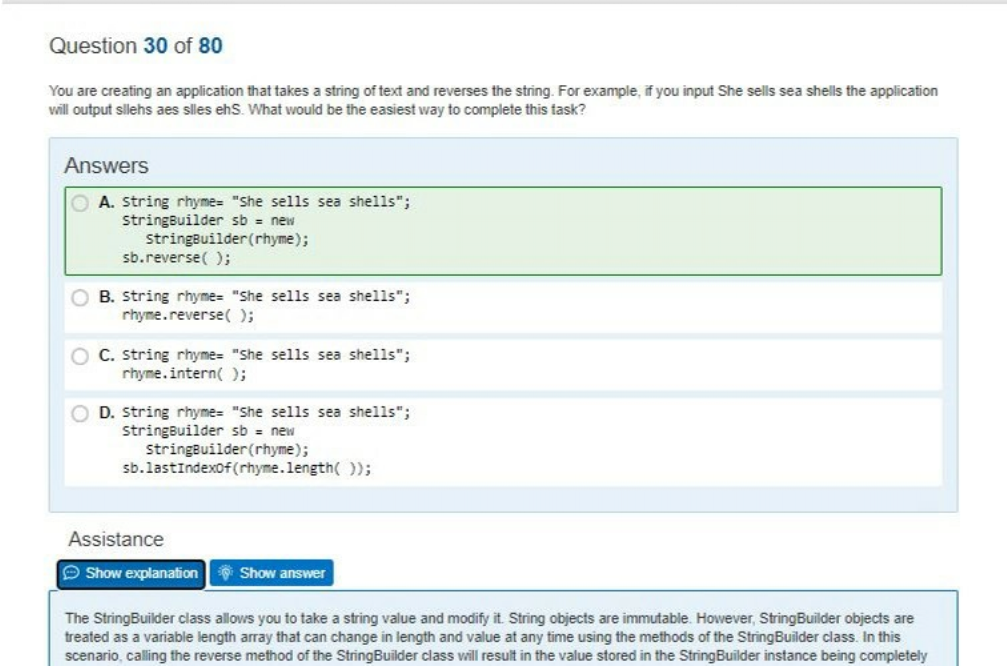 Question 30 of 80
You are creating an application that takes a string of text and reverses the string. For example, if you input She sells sea shells the application
will output sllehs aes slles ehS. What would be the easiest way to complete this task?
Answers
A. String rhyme= "She sells sea shells";
StringBuilder sb = new
StringBuilder(rhyme);
sb.reverse( );
B. String rhyme= "She sells sea shells";
rhyme.reverse( );
C. String rhyme= "She sells sea shells";
rhyme.intern( );
D. String rhyme= "She sells sea shells";
StringBuilder sb = new
StringBuilder(rhyme);
sb.lastIndexOf(rhyme.length( ));
Assistance
Show explanation Show answer
The StringBuilder class allows you to take a string value and modify it. String objects are immutable. However, StringBuilder objects are
treated as a variable length array that can change in length and value at any time using the methods of the StringBuilder class. In this
scenario, calling the reverse method of the StringBuilder class will result in the value stored in the StringBuilder instance being completely